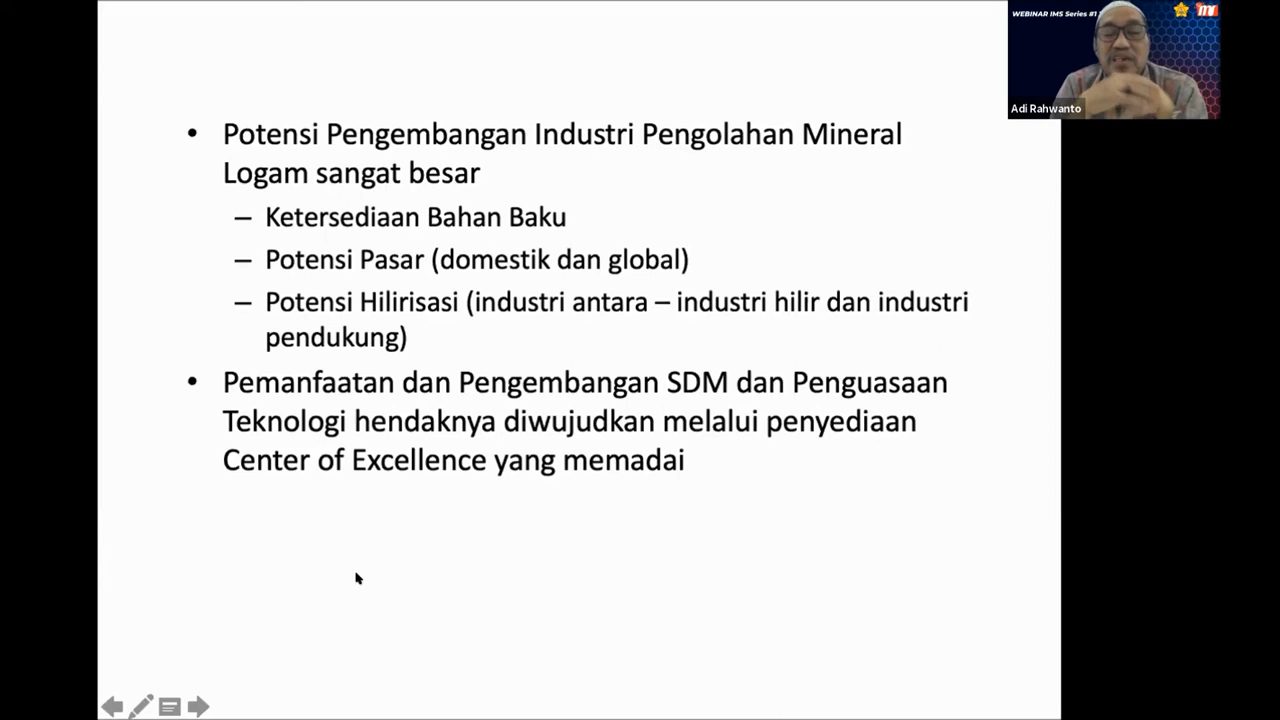 WEBINAR IMS Series #1
Adi Rahwanto
• Potensi Pengembangan Industri Pengolahan Mineral
Logam sangat besar
– Ketersediaan Bahan Baku
– Potensi Pasar (domestik dan global)
– Potensi Hilirisasi (industri antara – industri hilir dan industri
pendukung)
• Pemanfaatan dan Pengembangan SDM dan Penguasaan
Teknologi hendaknya diwujudkan melalui penyediaan
Center of Excellence yang memadai